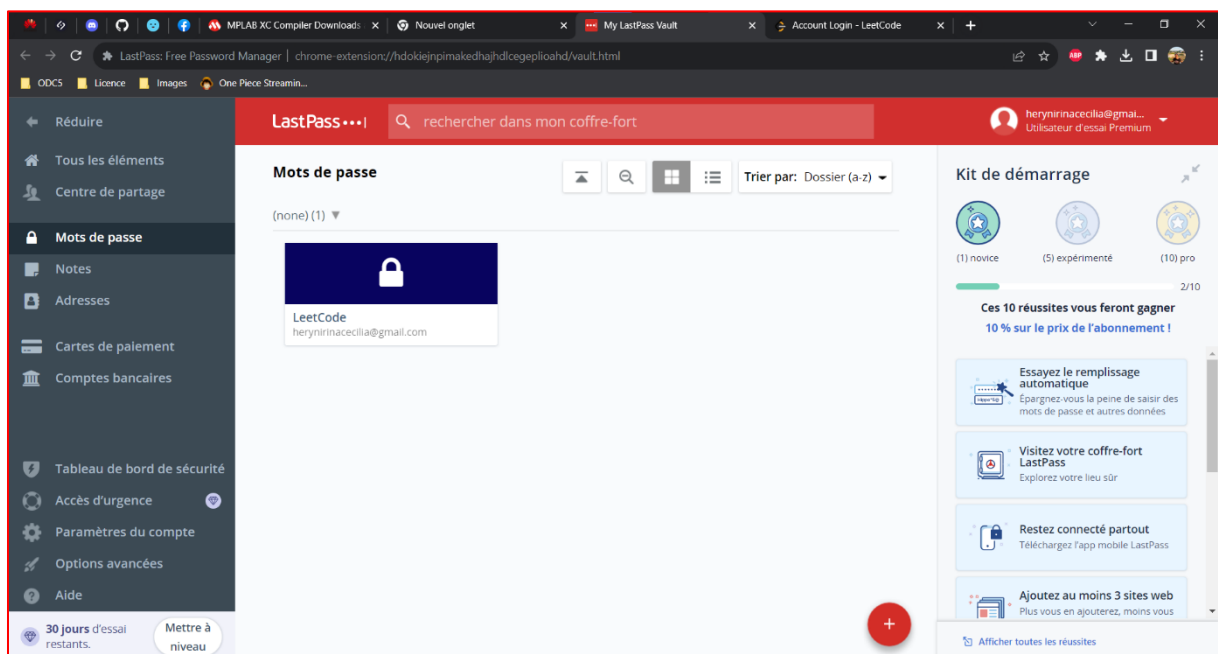 MPLAB XC Compiler Downloads
Nouvel onglet
My LastPass Vault
Account Login - LeetCode
LastPass: Free Password Manager | chrome-extension://hdokiejnpimakedhajhdlcegeplioahd/vault.html
ABP
ODC5
Licence
Images
One Piece Streamin...
Réduire
Tous les éléments
Centre de partage
Mots de passe
Notes
Adresses
Cartes de paiement
Comptes bancaires
Tableau de bord de sécurité
Accès d'urgence
Paramètres du compte
Options avancées
Aide
30 jours d'essai
restants.
Mettre à
niveau
LastPass
rechercher dans mon coffre-fort
herynirinacecilia@gmai...
Utilisateur d'essai Premium
Mots de passe
Trier par: Dossier (a-z)
(none) (1)
LeetCode
herynirinacecilia@gmail.com
Kit de démarrage
(1) novice
(5) expérimenté
(10) pro
2/10
Ces 10 réussites vous feront gagner
10 % sur le prix de l'abonnement !
Essayez le remplissage
automatique
Épargnez-vous la peine de saisir des
mots de passe et autres données
Visitez votre coffre-fort
LastPass
Explorez votre lieu sûr
Restez connecté partout
Téléchargez l'app mobile LastPass
Ajoutez au moins 3 sites web
Plus vous en ajouterez, moins vous
Afficher toutes les réussites